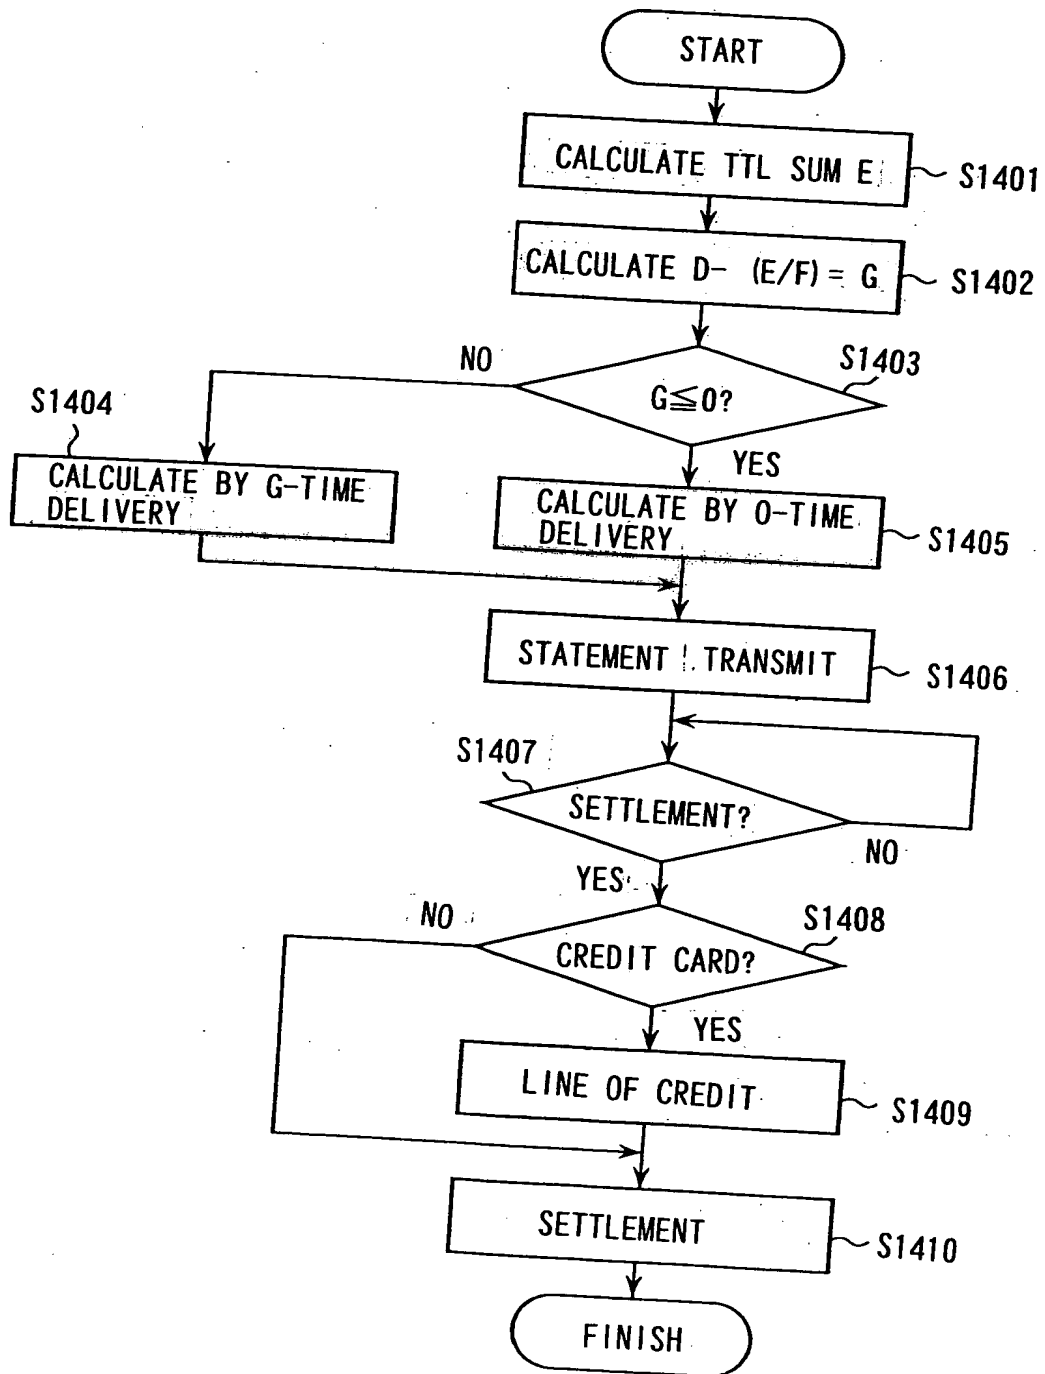 START
CALCULATE TTL SUM E
S1401
CALCULATE D- (E/F) = G
S1402
NO
S1403
G≦0?
S1404
YES
CALCULATE BY G-TIME
DELIVERY
CALCULATE BY 0-TIME
DELIVERY
S1405
STATEMENT TRANSMIT
S1406
S1407
SETTLEMENT?
NO
YES
NO
S1408
CREDIT CARD?
YES
LINE OF CREDIT
S1409
SETTLEMENT
S1410
FINISH